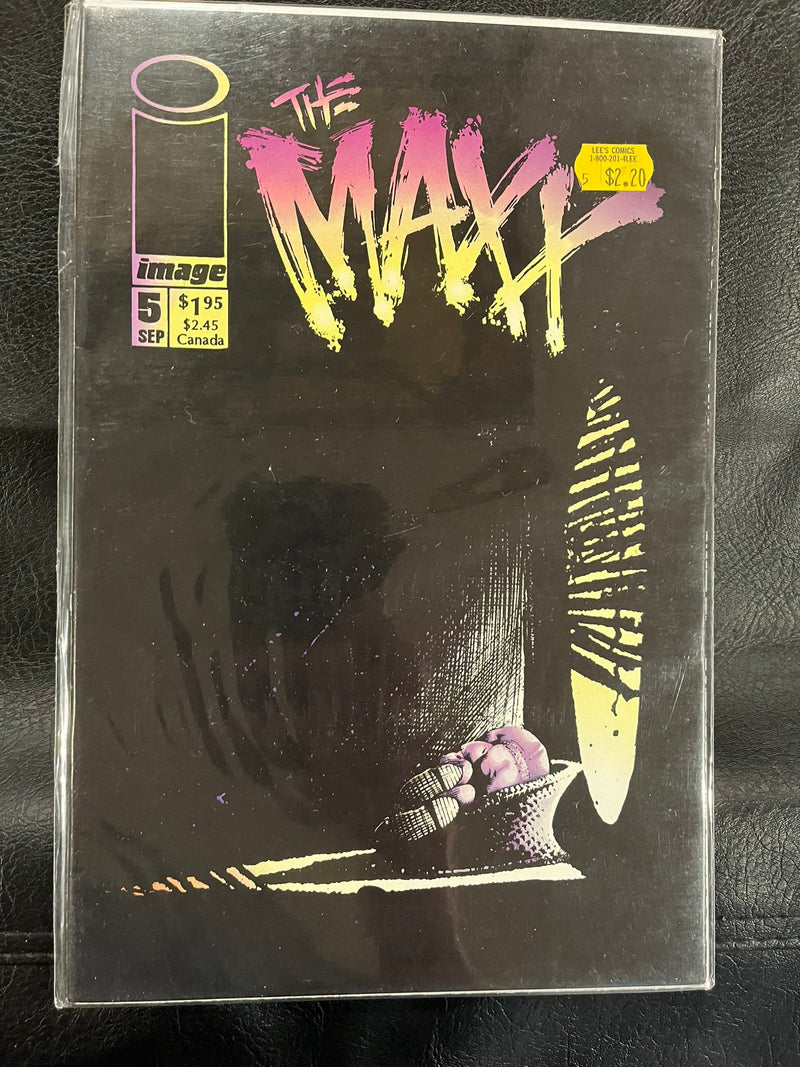 THE
MAXX
LEE'S COMICS
1-800-201-4LEE
5 $2.20
image
5 $1.95
SEP $2.45
Canada